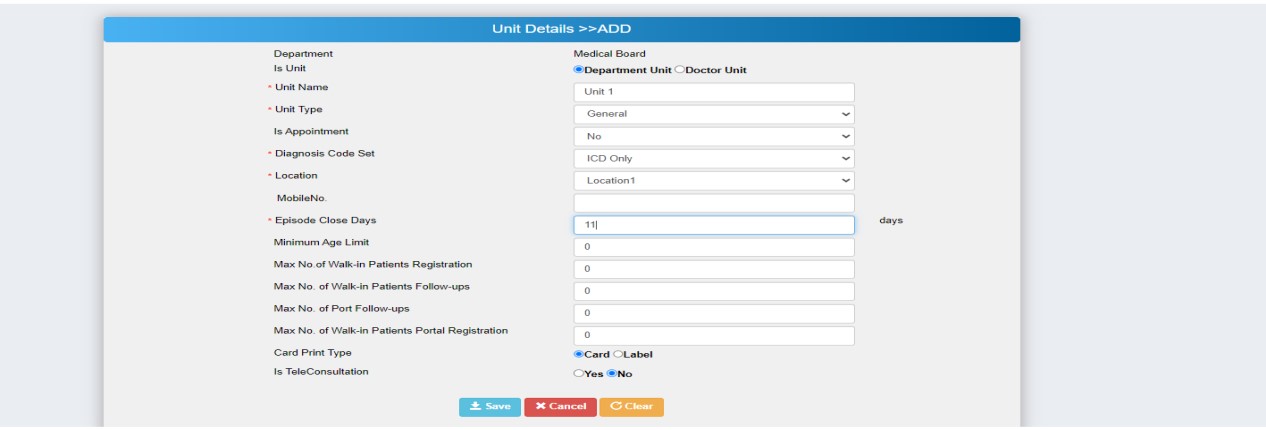 Unit Details >>ADD
Department Medical Board
Is Unit Department Unit Doctor Unit
* Unit Name Unit 1
* Unit Type General
Is Appointment No
* Diagnosis Code Set ICD Only
* Location Location1
MobileNo.
* Episode Close Days 11 days
Minimum Age Limit 0
Max No.of Walk-in Patients Registration 0
Max No. of Walk-in Patients Follow-ups 0
Max No. of Port Follow-ups 0
Max No. of Walk-in Patients Portal Registration 0
Card Print Type Card Label
Is TeleConsultation Yes No
Save Cancel Clear